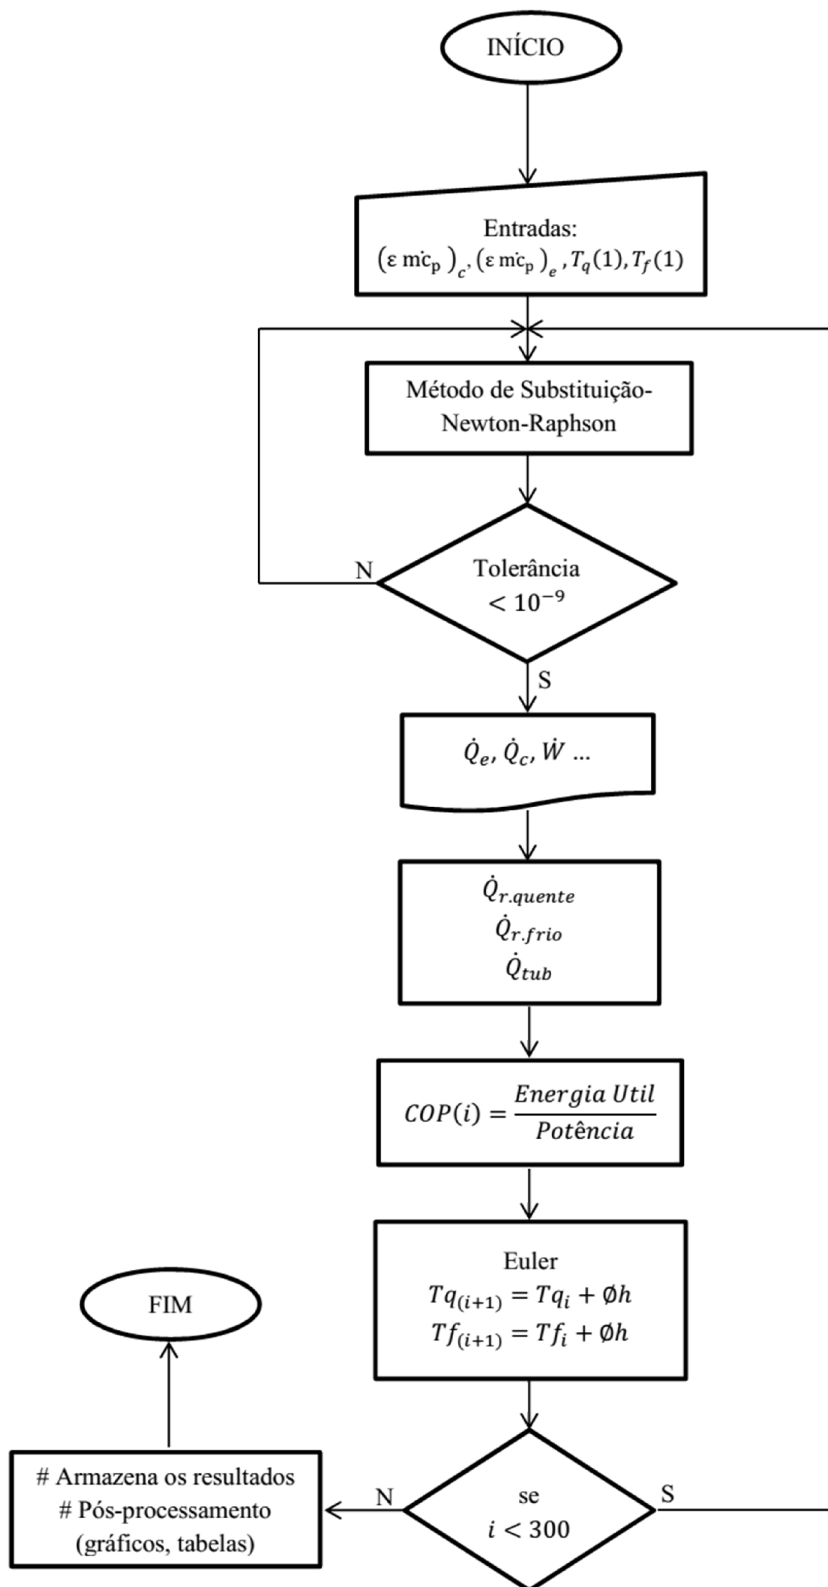 INÍCIO
Entradas:
(ε ṁc_p)_c, (ε ṁc_p)_e, T_q(1), T_f(1)
Método de Substituição-
Newton-Raphson
Tolerância
< 10⁻⁹
N
S
Q̇_e, Q̇_c, Ẇ ...
Q̇_r.quente
Q̇_r.frio
Q̇_tub
COP(i) = Energia Util / Potência
Euler
Tq_(i+1) = Tq_i + Øh
Tf_(i+1) = Tf_i + Øh
se
i < 300
N
S
# Armazena os resultados
# Pós-processamento
(gráficos, tabelas)
FIM